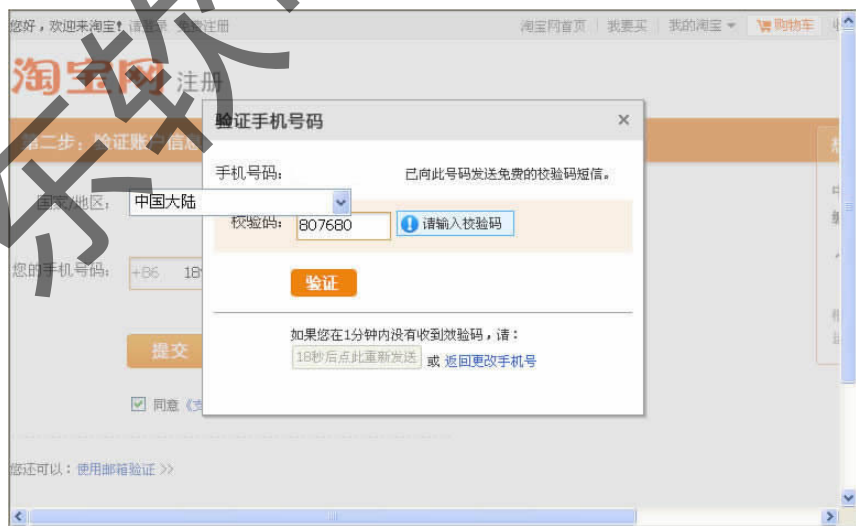 您好，欢迎来淘宝！请登录 免费注册 淘宝网首页 我要买 我的淘宝 购物车
淘宝网 注册
第二步：验证账户信息
验证手机号码 ×
手机号码： 已向此号码发送免费的校验码短信。
国家/地区： 中国大陆
校验码： 807680 请输入校验码
您的手机号码： +86 18
验证
如果您在1分钟内没有收到效验码，请：
18秒后点此重新发送 或 返回更改手机号
提交
同意《支
您还可以：使用邮箱验证 >>
乐软